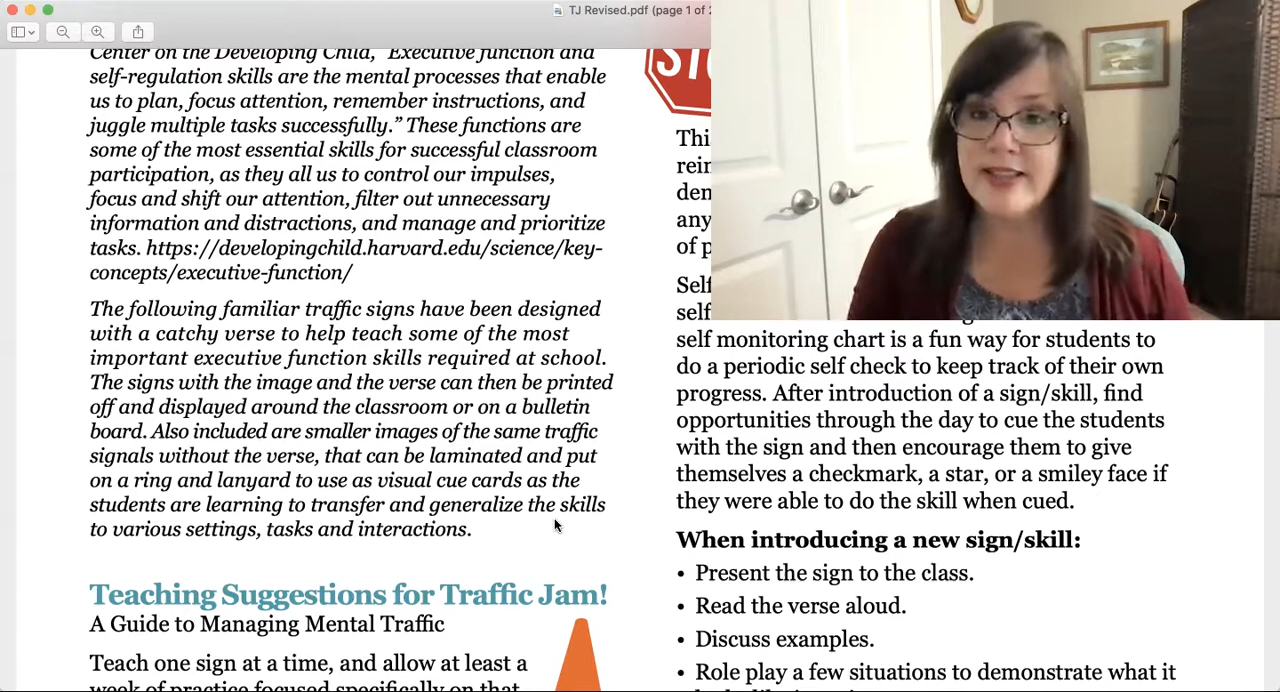 TJ Revised.pdf (page 1 of 2
Center on the Developing Child, "Executive function and
self-regulation skills are the mental processes that enable
us to plan, focus attention, remember instructions, and
juggle multiple tasks successfully.” These functions are
some of the most essential skills for successful classroom
participation, as they all us to control our impulses,
focus and shift our attention, filter out unnecessary
information and distractions, and manage and prioritize
tasks. https://developingchild.harvard.edu/science/key-
concepts/executive-function/
The following familiar traffic signs have been designed
with a catchy verse to help teach some of the most
important executive function skills required at school.
The signs with the image and the verse can then be printed
off and displayed around the classroom or on a bulletin
board. Also included are smaller images of the same traffic
signals without the verse, that can be laminated and put
on a ring and lanyard to use as visual cue cards as the
students are learning to transfer and generalize the skills
to various settings, tasks and interactions.
Teaching Suggestions for Traffic Jam!
A Guide to Managing Mental Traffic
Teach one sign at a time, and allow at least a
week of practice focused specifically on that
STO
Thi
rein
den
any
of p
Self
self
self monitoring chart is a fun way for students to
do a periodic self check to keep track of their own
progress. After introduction of a sign/skill, find
opportunities through the day to cue the students
with the sign and then encourage them to give
themselves a checkmark, a star, or a smiley face if
they were able to do the skill when cued.
When introducing a new sign/skill:
• Present the sign to the class.
• Read the verse aloud.
• Discuss examples.
• Role play a few situations to demonstrate what it